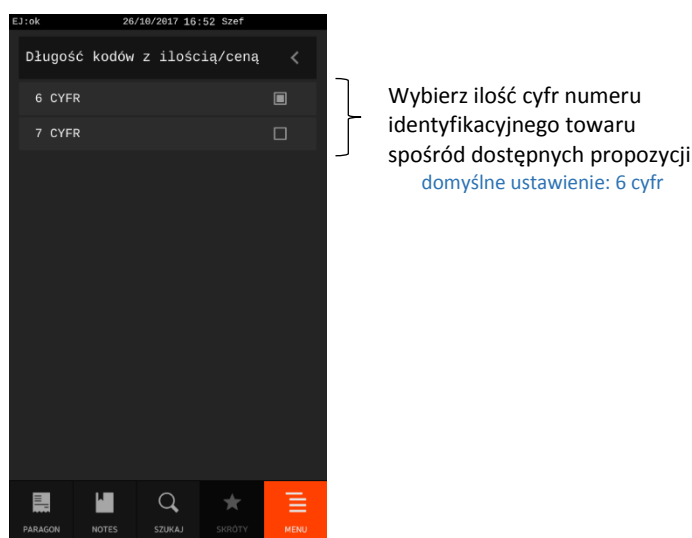 EJ:ok 26/10/2017 16:52 Szef
Długość kodów z ilością/ceną
6 CYFR
7 CYFR
Wybierz ilość cyfr numeru
identyfikacyjnego towaru
spośród dostępnych propozycji
domyślne ustawienie: 6 cyfr
PARAGON NOTES SZUKAJ SKRÓTY MENU